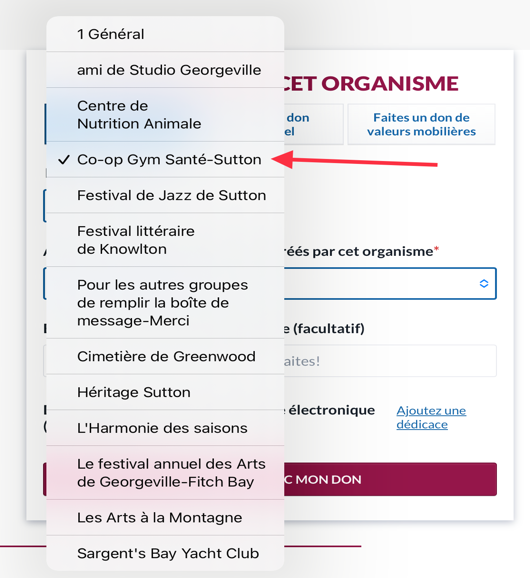 1 Général
ami de Studio Georgeville
Centre de
Nutrition Animale
Co-op Gym Santé-Sutton
Festival de Jazz de Sutton
Festival littéraire
de Knowlton
Pour les autres groupes
de remplir la boîte de
message-Merci
Cimetière de Greenwood
Héritage Sutton
L'Harmonie des saisons
Le festival annuel des Arts
de Georgeville-Fitch Bay
Les Arts à la Montagne
Sargent's Bay Yacht Club
CET ORGANISME
don
Faites un don de
valeurs mobilières
par cet organisme*
(facultatif)
électronique
Ajoutez une
dédicace
MON DON